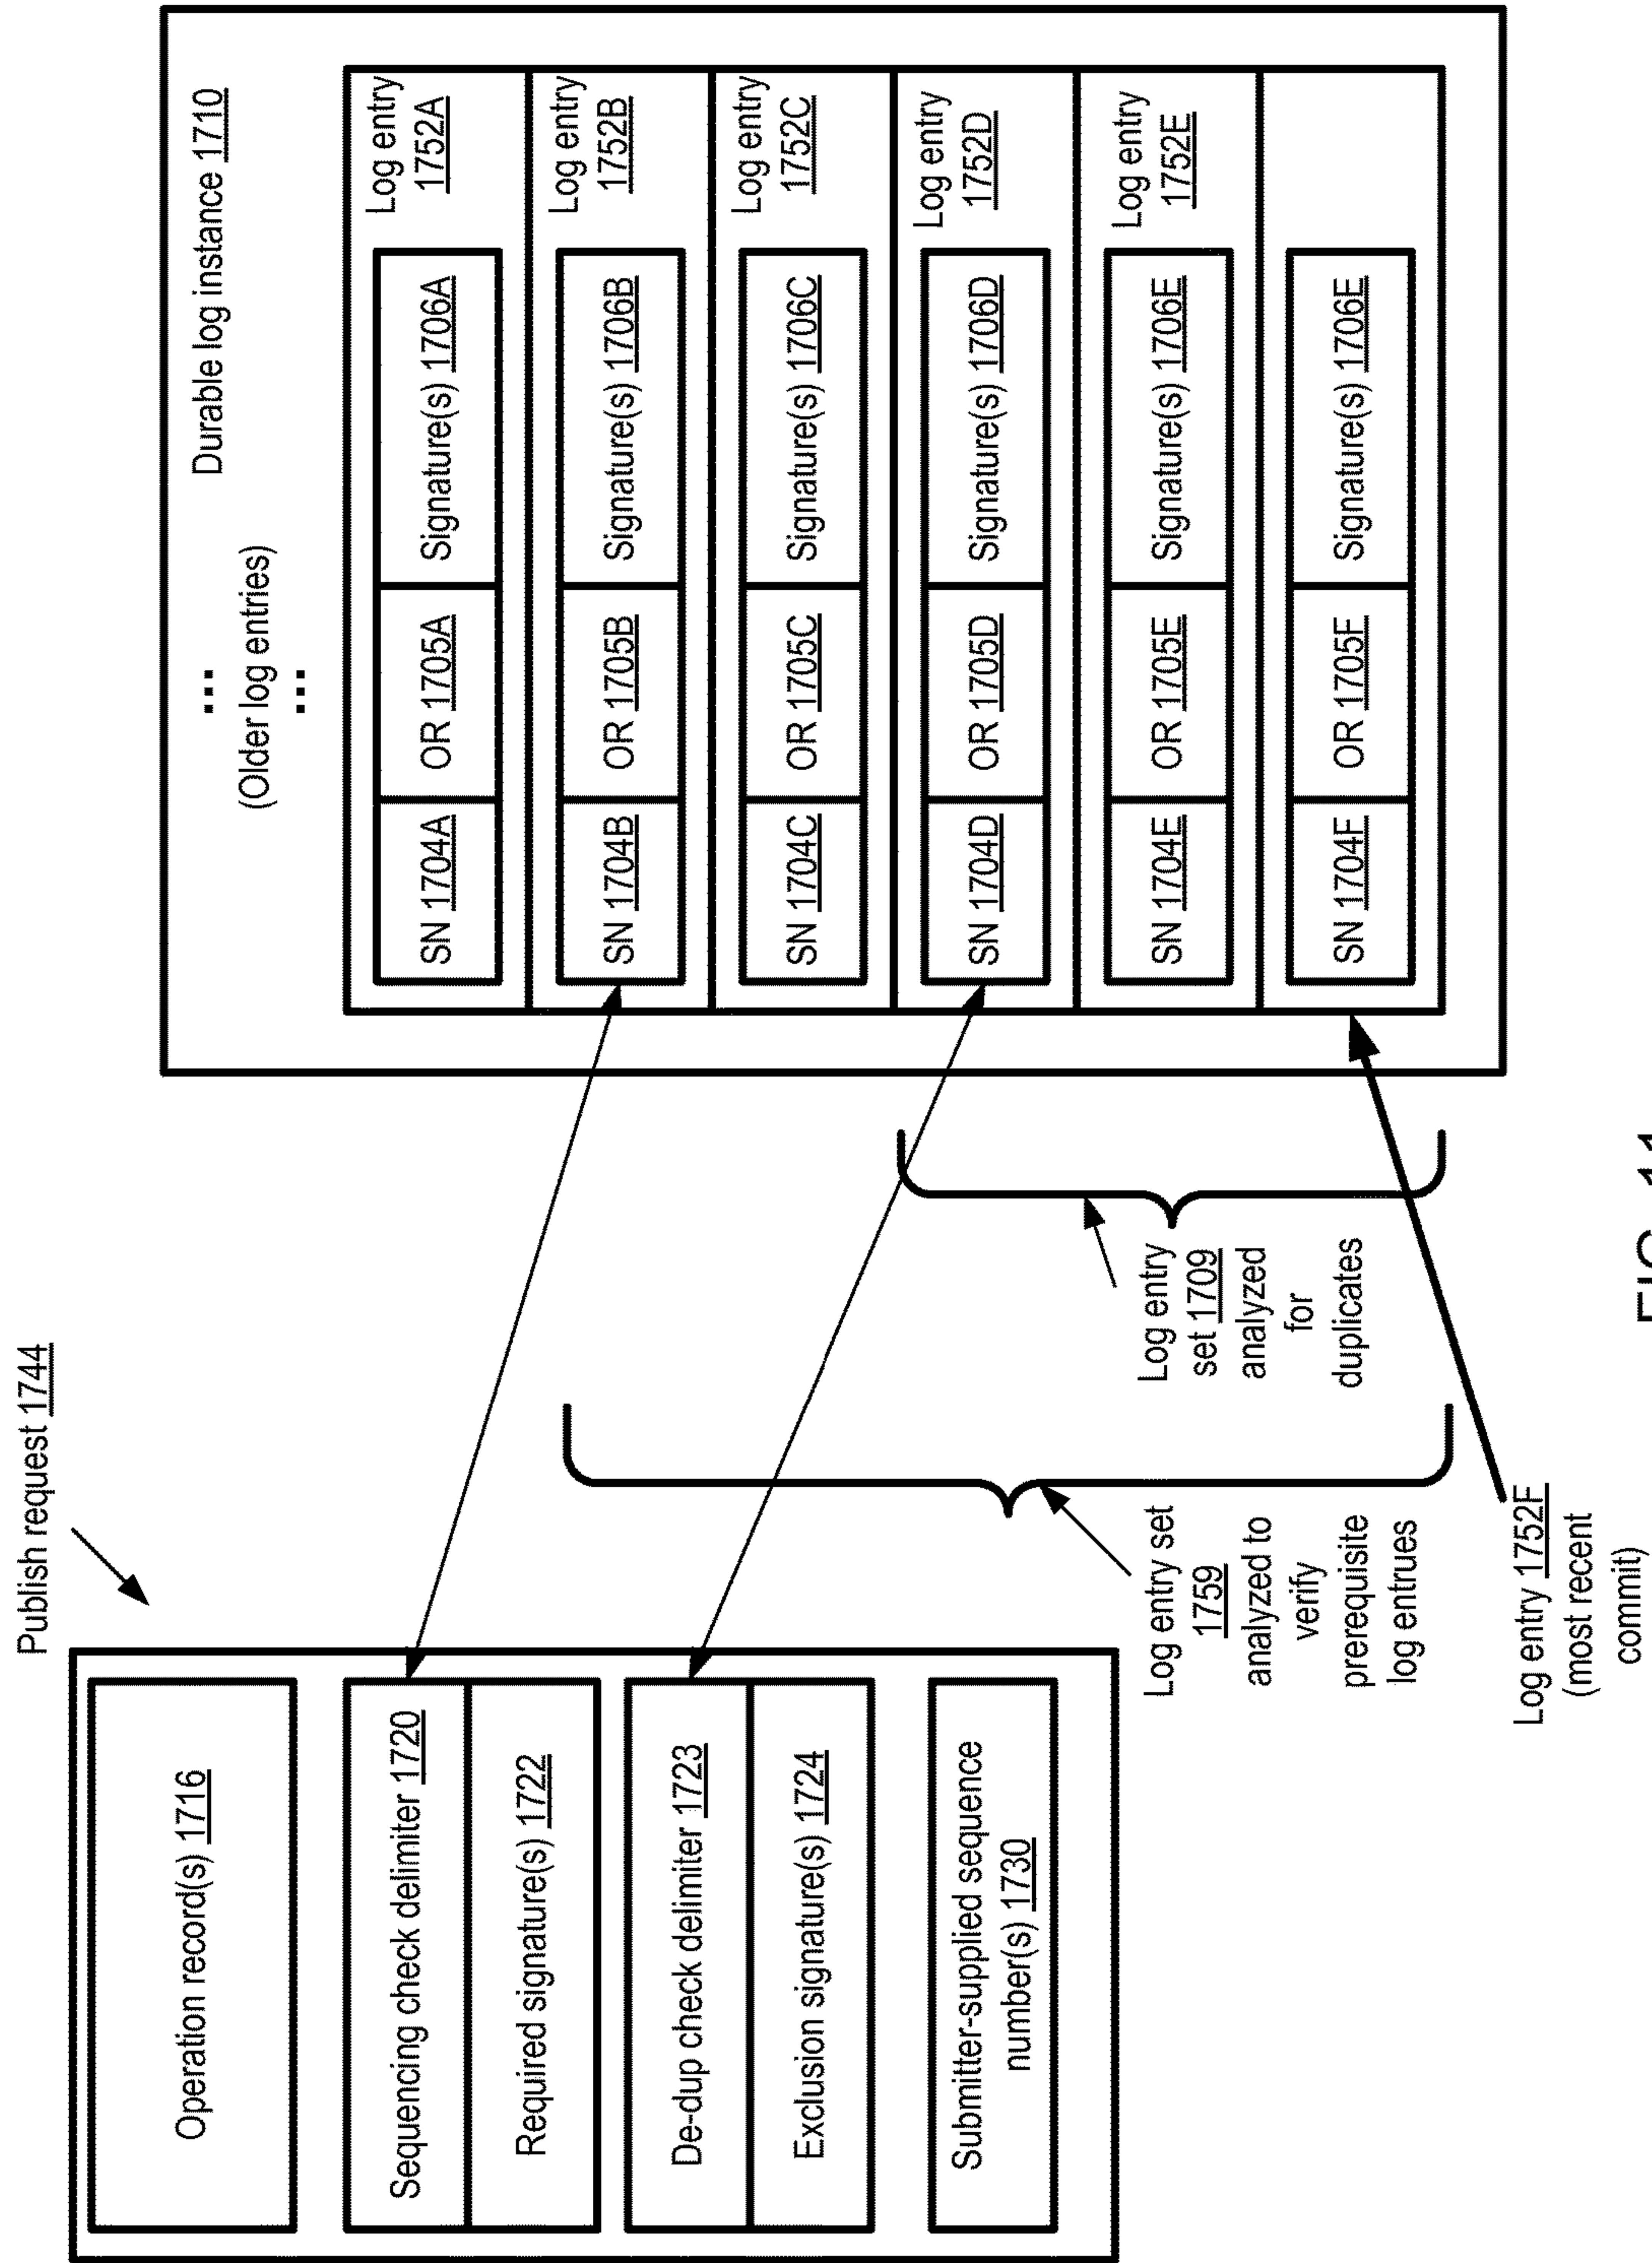 Publish request 1744
Operation record(s) 1716
Sequencing check delimiter 1720
Required signature(s) 1722
De-dup check delimiter 1723
Exclusion signature(s) 1724
Submitter-supplied sequence
number(s) 1730
Log entry set
1759
analyzed to
verify
prerequisite
log entrues
Log entry
set 1709
analyzed
for
duplicates
Log entry 1752F
(most recent
commit)
Durable log instance 1710
...
(Older log entries)
...
SN 1704A
OR 1705A
Signature(s) 1706A
Log entry
1752A
SN 1704B
OR 1705B
Signature(s) 1706B
Log entry
1752B
SN 1704C
OR 1705C
Signature(s) 1706C
Log entry
1752C
SN 1704D
OR 1705D
Signature(s) 1706D
Log entry
1752D
SN 1704E
OR 1705E
Signature(s) 1706E
Log entry
1752E
SN 1704F
OR 1705F
Signature(s) 1706E
FIG. 11